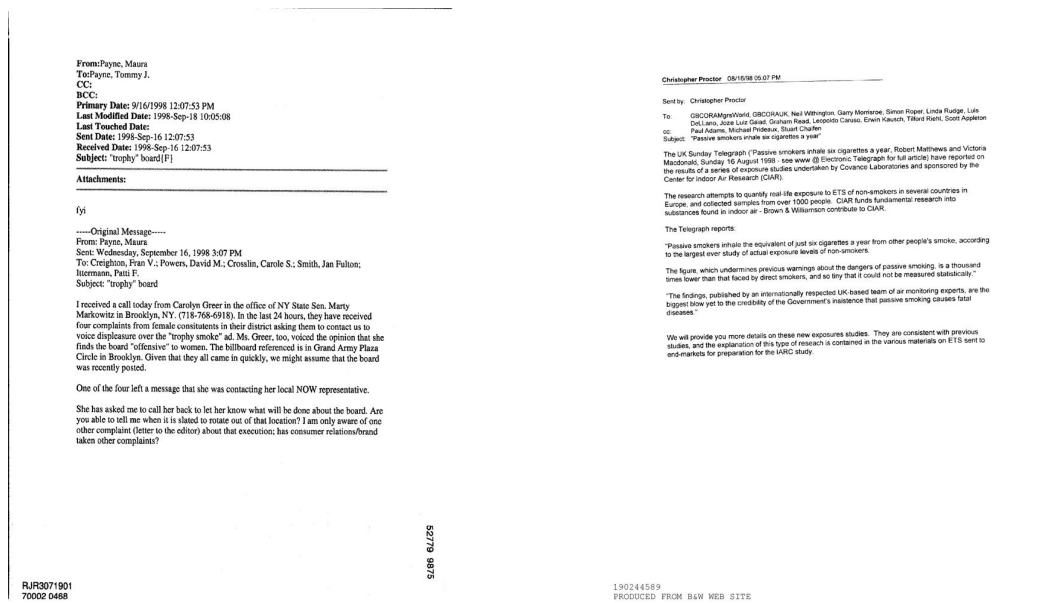 From:Payne, Maura
To:Payne, Tommy J.
CC:
BCC:
Primary Date: 9/16/1998 12:07:53 PM
Last Modified Date: 1998-Sep-18 10:05:08
Last Touched Date:
Sent Date: 1998-Sep-16 12:07:53
Received Date: 1998-Sep-16 12:07:53
Subject: "trophy" board{F}
Attachments:
fyi
-----Original Message-----
From: Payne, Maura
Sent: Wednesday, September 16, 1998 3:07 PM
To: Creighton, Fran V.; Powers, David M.; Crosslin, Carole S.; Smith, Jan Fulton;
Ittermann, Patti F.
Subject: "trophy" board
I received a call today from Carolyn Greer in the office of NY State Sen. Marty
Markowitz in Brooklyn, NY. (718-768-6918). In the last 24 hours, they have received
four complaints from female consitutents in their district asking them to contact us to
voice displeasure over the "trophy smoke" ad. Ms. Greer, too, voiced the opinion that she
finds the board "offensive" to women. The billboard referenced is in Grand Army Plaza
Circle in Brooklyn. Given that they all came in quickly, we might assume that the board
was recently posted.
One of the four left a message that she was contacting her local NOW representative.
She has asked me to call her back to let her know what will be done about the board. Are
you able to tell me when it is slated to rotate out of that location? I am only aware of one
other complaint (letter to the editor) about that execution; has consumer relations/brand
taken other complaints?
52779 9875
RJR3071901
70002 0468
Christopher Proctor 08/16/98 05:07 PM
Sent by: Christopher Proctor
To: GBCORAMgrsWorld, GBCORAUK, Neil Withington, Garry Morrisroe, Simon Roper, Linda Rudge, Luis
DeLLano, Joze Luiz Gaiad, Graham Read, Leopoldo Caruso, Erwin Kausch, Tilford Riehl, Scott Appleton
cc: Paul Adams, Michael Prideaux, Stuart Chalfen
Subject: "Passive smokers inhale six cigarettes a year"
The UK Sunday Telegraph ("Passive smokers inhale six cigarettes a year, Robert Matthews and Victoria
Macdonald, Sunday 16 August 1998 - see www @ Electronic Telegraph for full article) have reported on
the results of a series of exposure studies undertaken by Covance Laboratories and sponsored by the
Center for Indoor Air Research (CIAR).
The research attempts to quantify real-life exposure to ETS of non-smokers in several countries in
Europe, and collected samples from over 1000 people. CIAR funds fundamental research into
substances found in indoor air - Brown & Williamson contribute to CIAR.
The Telegraph reports:
"Passive smokers inhale the equivalent of just six cigarettes a year from other people's smoke, according
to the largest ever study of actual exposure levels of non-smokers.
The figure, which undermines previous warnings about the dangers of passive smoking, is a thousand
times lower than that faced by direct smokers, and so tiny that it could not be measured statistically."
"The findings, published by an internationally respected UK-based team of air monitoring experts, are the
biggest blow yet to the credibility of the Government's insistence that passive smoking causes fatal
diseases."
We will provide you more details on these new exposures studies. They are consistent with previous
studies, and the explanation of this type of reseach is contained in the various materials on ETS sent to
end-markets for preparation for the IARC study.
190244589
PRODUCED FROM B&W WEB SITE